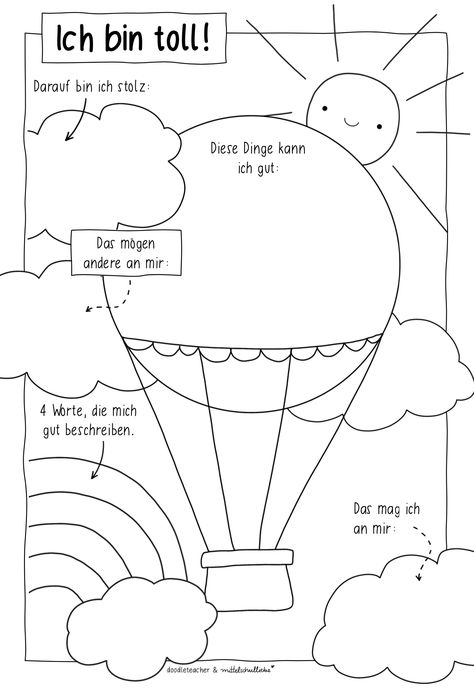 Ich bin toll!
Darauf bin ich stolz:
Diese Dinge kann
ich gut:
Das mögen
andere an mir:
4 Worte, die mich
gut beschreiben.
Das mag ich
an mir:
doodleteacher & mittelschulliebe